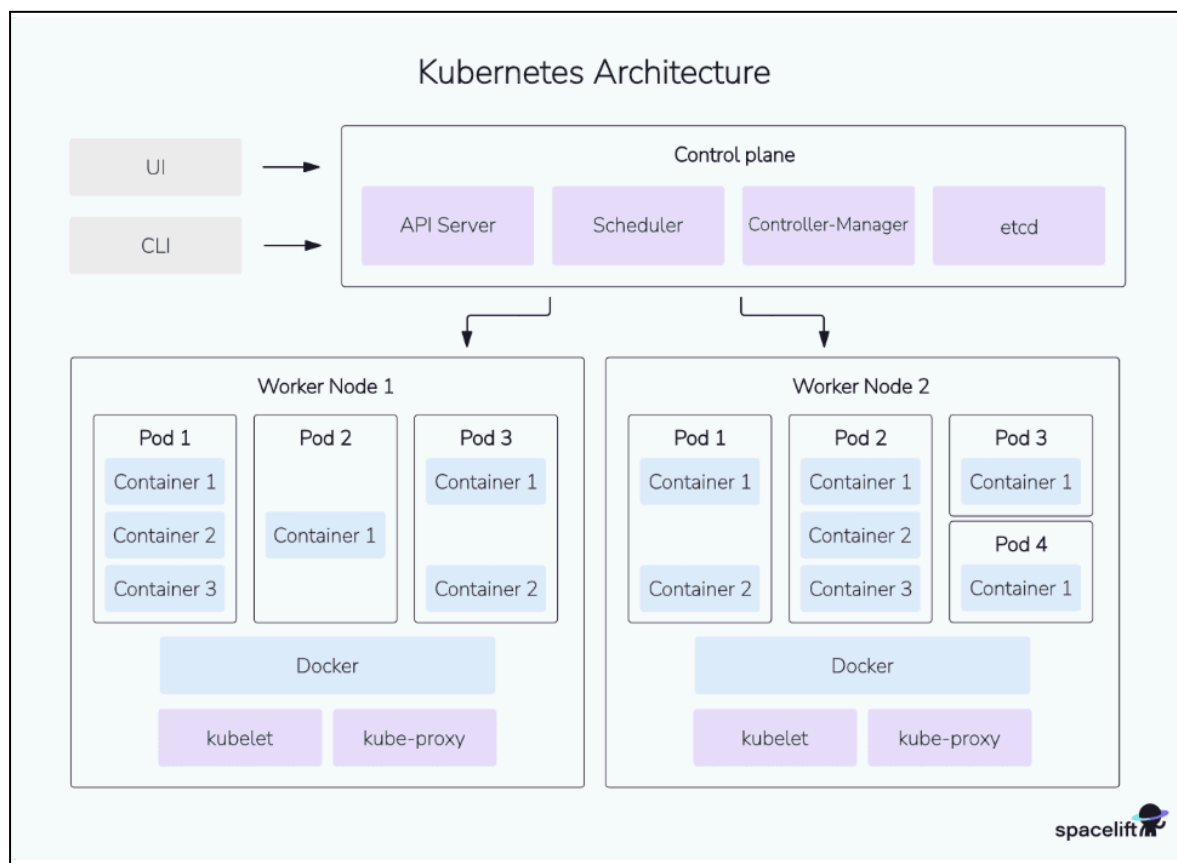 Kubernetes Architecture
UI
CLI
Control plane
API Server
Scheduler
Controller-Manager
etcd
Worker Node 1
Pod 1
Container 1
Container 2
Container 3
Pod 2
Container 1
Pod 3
Container 1
Container 2
Docker
kubelet
kube-proxy
Worker Node 2
Pod 1
Container 1
Container 2
Pod 2
Container 1
Container 2
Container 3
Pod 3
Container 1
Pod 4
Container 1
Docker
kubelet
kube-proxy
spacelift